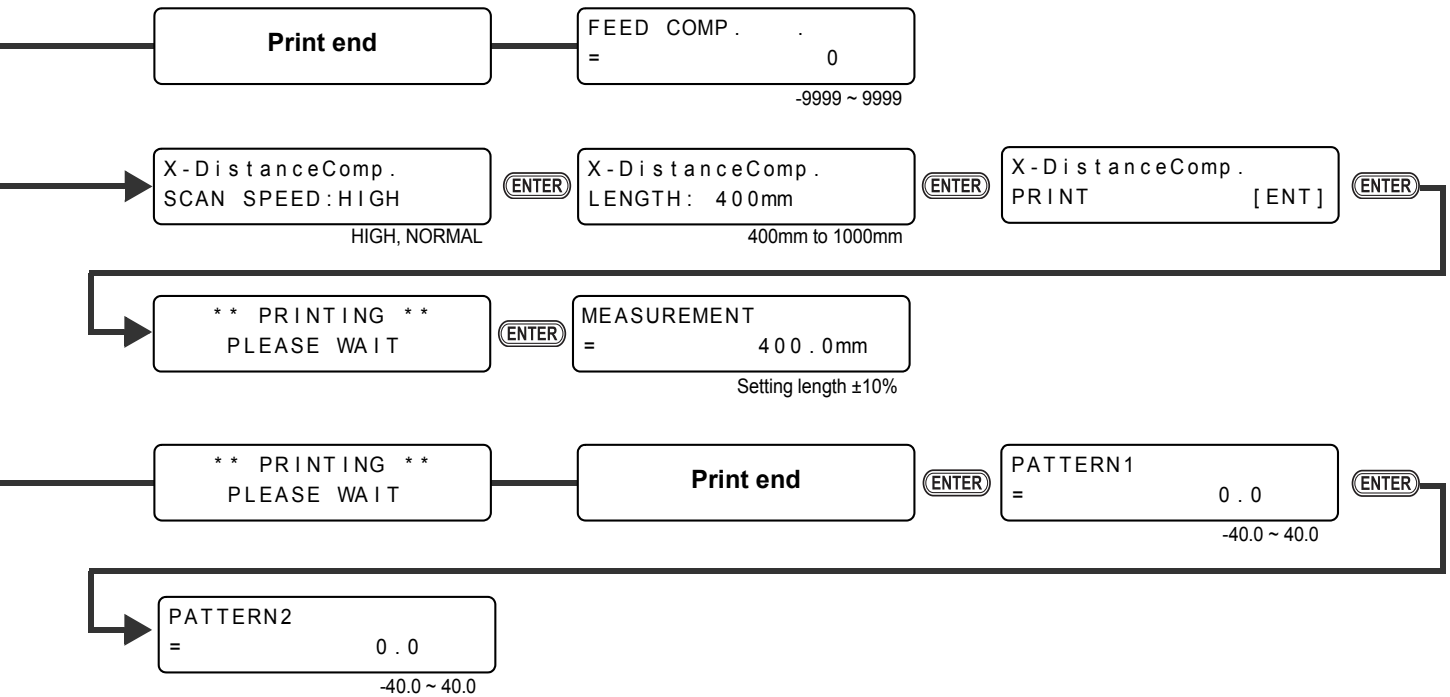 Print end
FEED COMP. .
= 0
-9999 ~ 9999
X-DistanceComp.
SCAN SPEED:HIGH
HIGH, NORMAL
ENTER
X-DistanceComp.
LENGTH: 400mm
400mm to 1000mm
ENTER
X-DistanceComp.
PRINT [ENT]
ENTER
** PRINTING **
PLEASE WAIT
ENTER
MEASUREMENT
= 400.0mm
Setting length ±10%
** PRINTING **
PLEASE WAIT
Print end
ENTER
PATTERN1
= 0.0
-40.0 ~ 40.0
ENTER
PATTERN2
= 0.0
-40.0 ~ 40.0